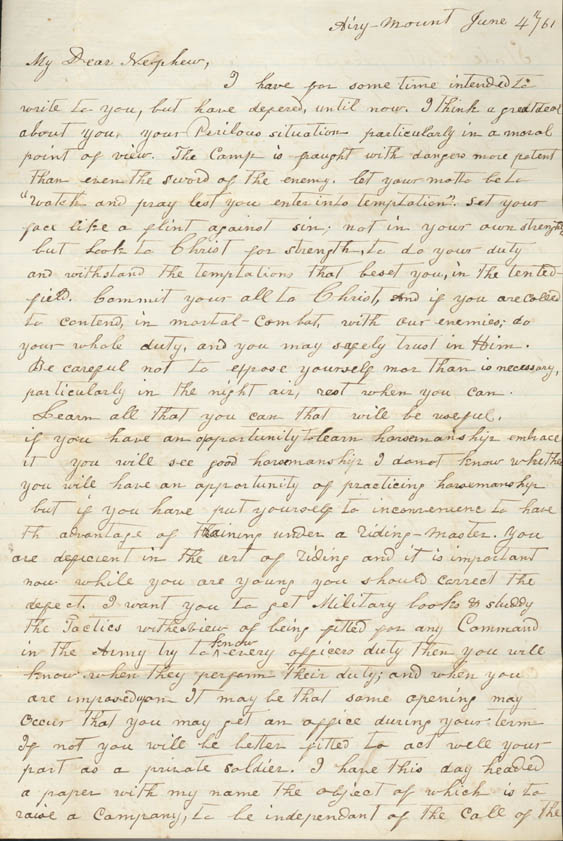 Airy-Mount June 4th/61
My Dear Nephew,
I have for some time intended to
write to you, but have defered, until now. I think a great deal
about you, your Perilous situation particularly in a moral
point of view. The Camp is fraught with dangers more potent
than even the sword of the enemy. let your motto be to
"watch and pray lest you enter into temptation". Set your
face like a flint against sin; not in your own strength
but look to Christ for strength, to do your duty
and withstand the temptations that beset you, in the tented-
field. Commit your all to Christ, and if you are called
to contend, in mortal-combat, with our enemies; do
your whole duty, and you may safely trust in Him.
Be careful not to expose yourself mor than is necessary,
particularly in the night air, rest when you can.
Learn all that you can that will be useful.
if you have an opportunity to learn horsemanship embrace
it you will see good horsemanship I donot know whethe
you will have an opportunity of practicing horsemanship
but if you have put yourself to inconvenience to have
th advantage of training under a riding-master. You
are deficient in the art of riding and it is important
now while you are young you should correct the
defect. I want you to get Military books & study
the Tactics with a view of being fitted for any Command
in the Army try to know every officers duty then you will
know when they perform their duty; and when you
are imposed upon It may be that some opening may
occur that you may get an office during your term
If not you will be better fitted to act well your
part as a private soldier. I have this day headed
a paper with my name the object of which is to
raise a Company, to be independant of the call of the